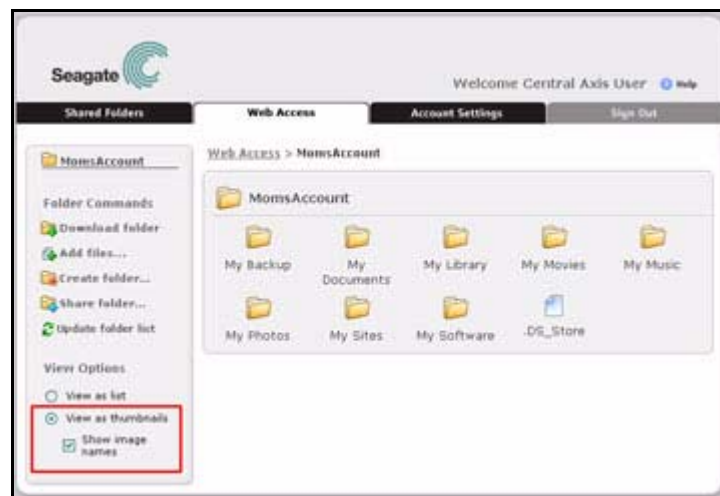 Seagate
Welcome Central Axis User Help
Shared Folders Web Access Account Settings Sign Out
MomsAccount
Folder Commands
Download folder
Add files...
Create folder...
Share folder...
Update folder list
View Options
View as list
View as thumbnails
Show image
names
Web Access > MomsAccount
MomsAccount
My Backup My
Documents My Library My Movies My Music
My Photos My Sites My Software .DS_Store